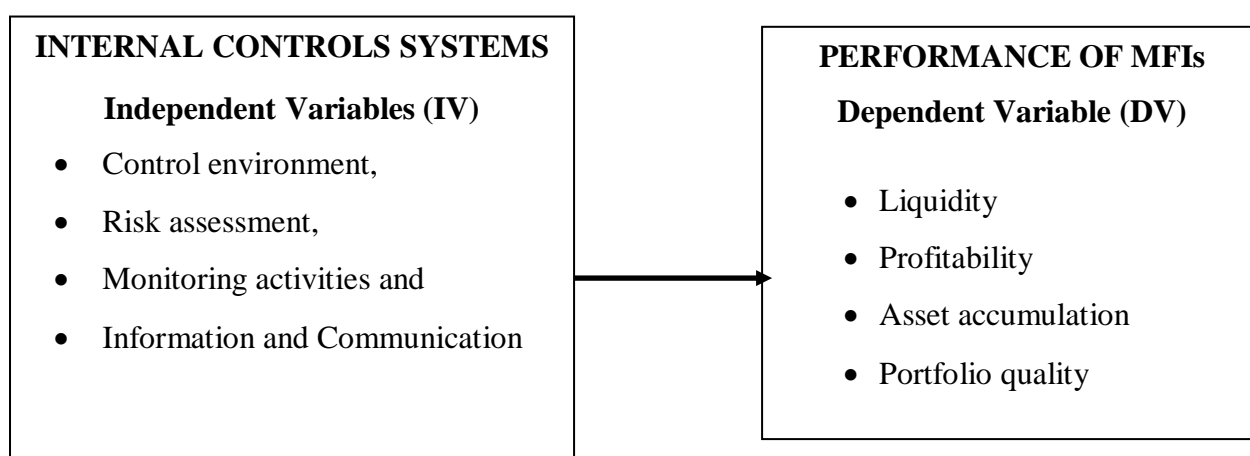 INTERNAL CONTROLS SYSTEMS
Independent Variables (IV)
• Control environment,
• Risk assessment,
• Monitoring activities and
• Information and Communication
PERFORMANCE OF MFIs
Dependent Variable (DV)
• Liquidity
• Profitability
• Asset accumulation
• Portfolio quality